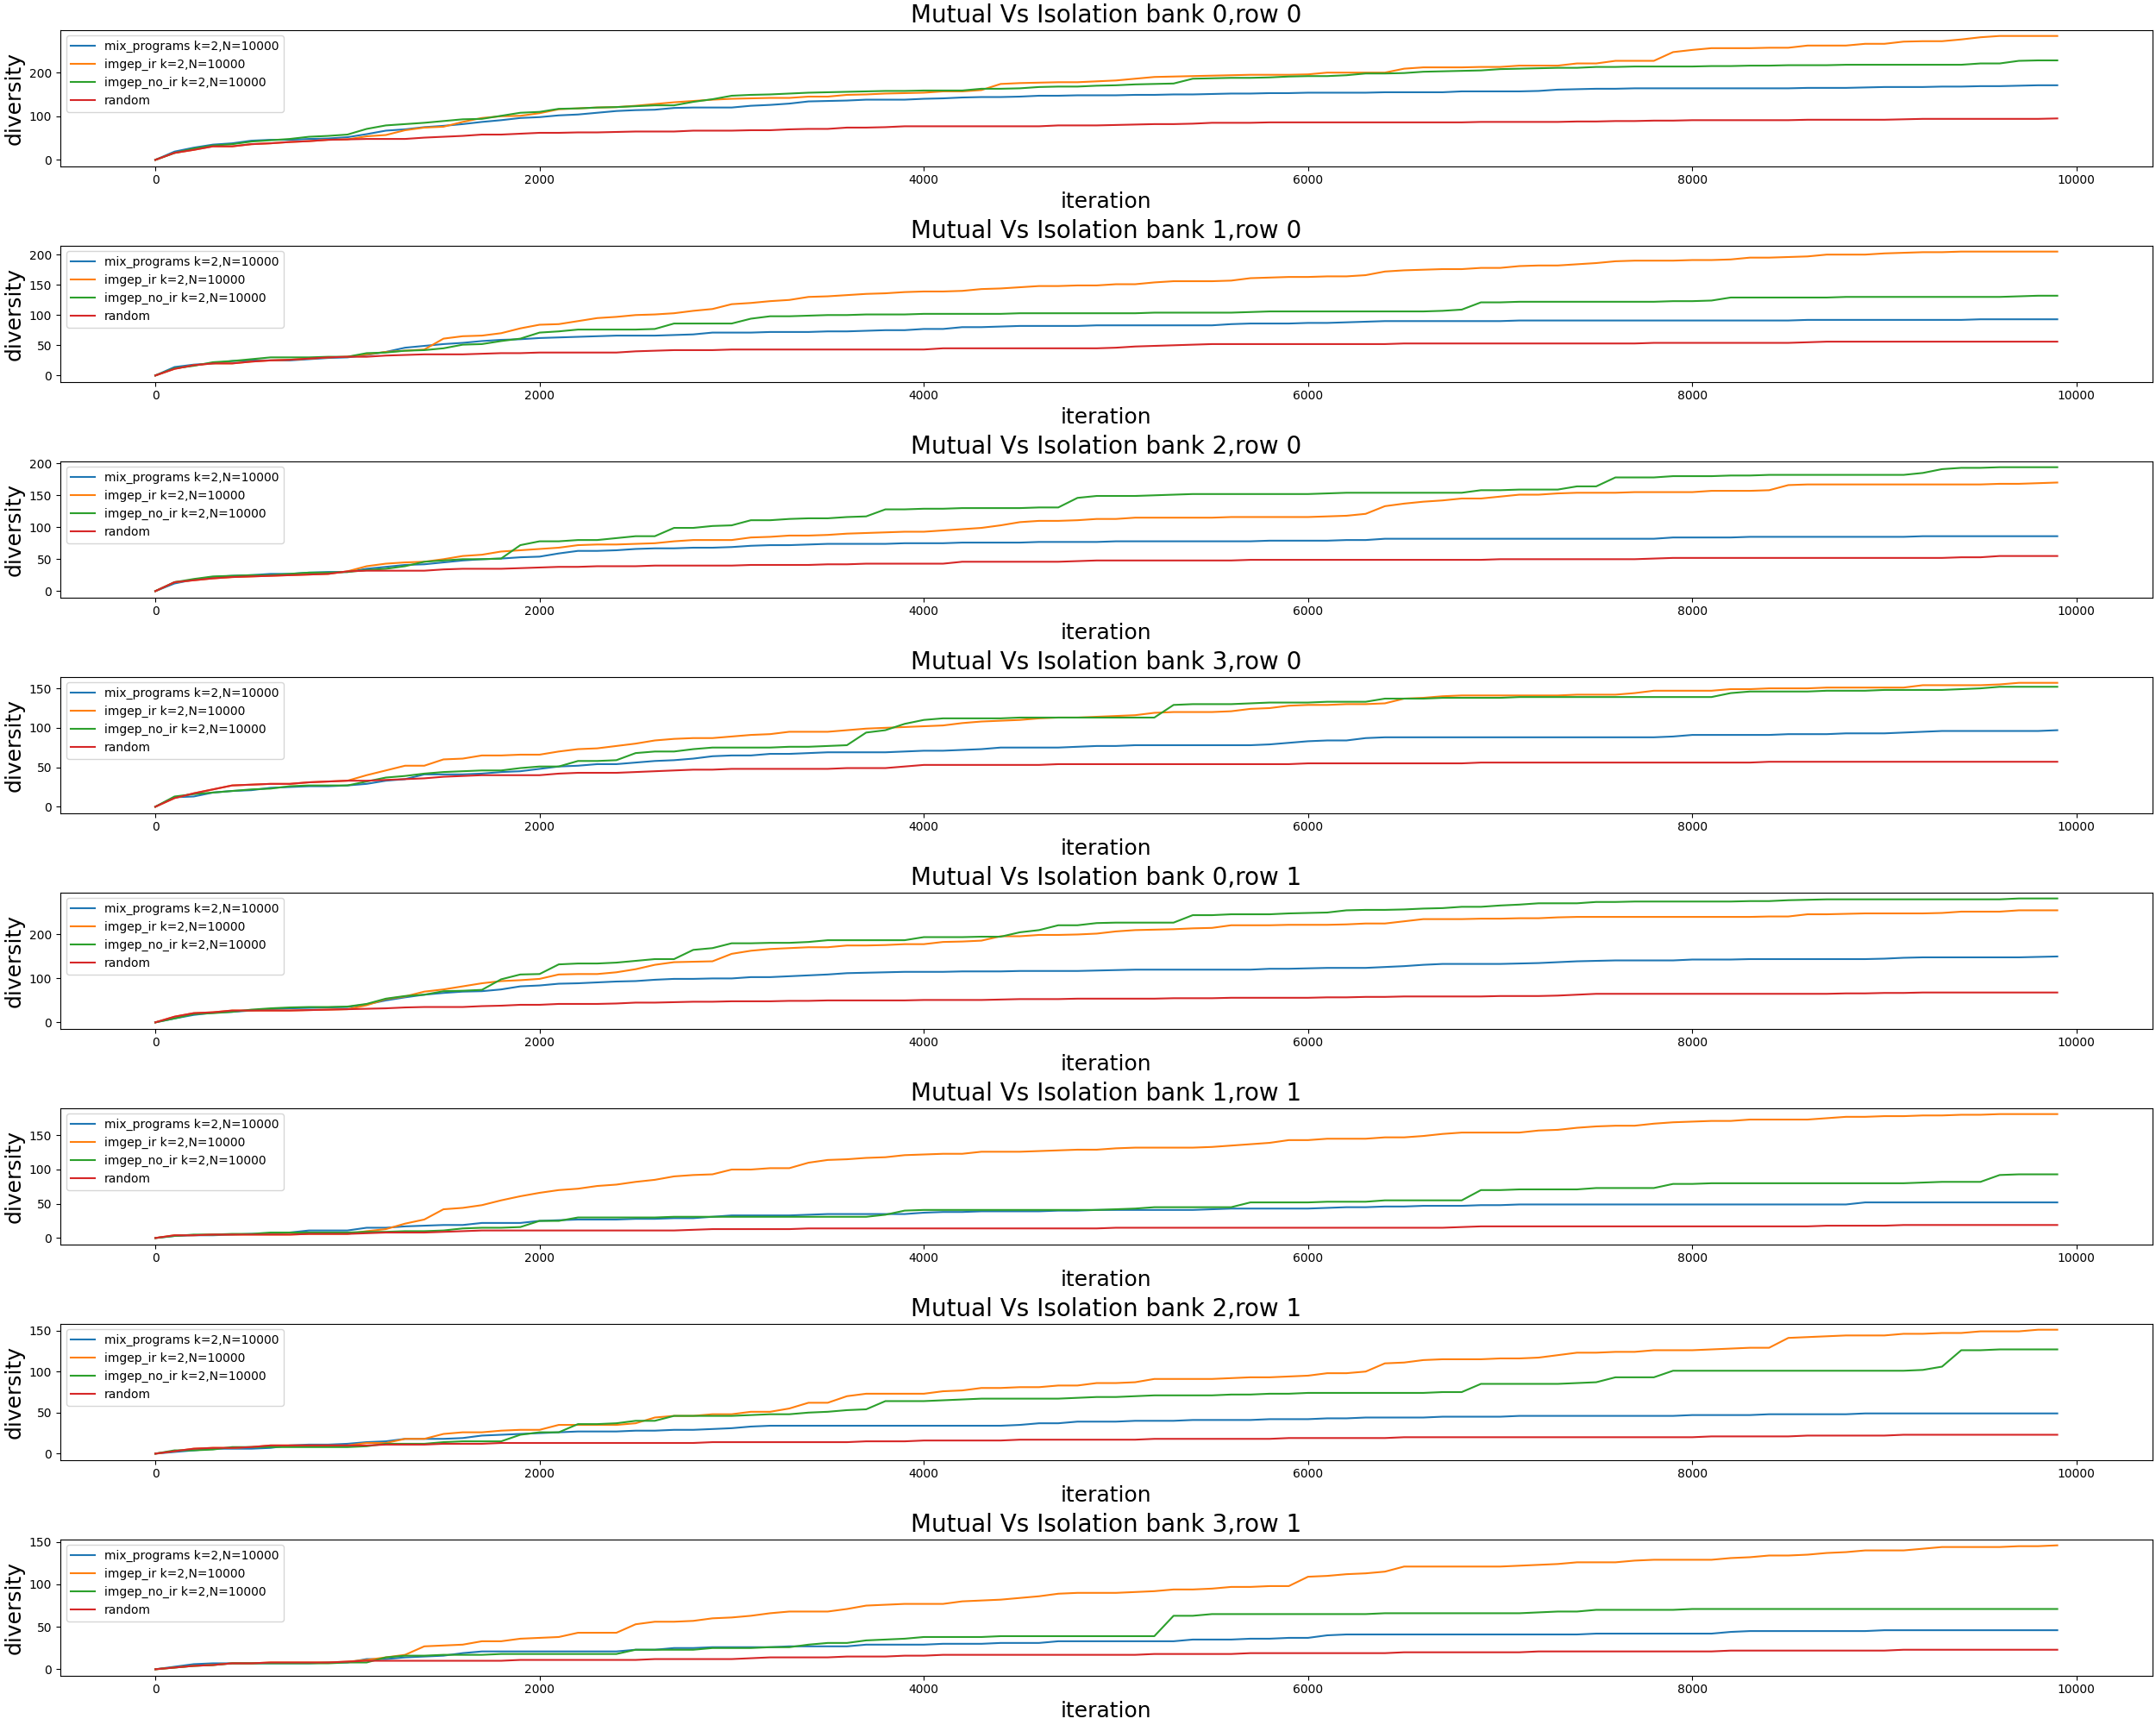 Mutual Vs Isolation bank 0,row 0
diversity
200
100
0
mix_programs k=2,N=10000
imgep_ir k=2,N=10000
imgep_no_ir k=2,N=10000
random
0 2000 4000 6000 8000 10000
iteration
Mutual Vs Isolation bank 1,row 0
diversity
200
150
100
50
0
mix_programs k=2,N=10000
imgep_ir k=2,N=10000
imgep_no_ir k=2,N=10000
random
0 2000 4000 6000 8000 10000
iteration
Mutual Vs Isolation bank 2,row 0
diversity
200
150
100
50
0
mix_programs k=2,N=10000
imgep_ir k=2,N=10000
imgep_no_ir k=2,N=10000
random
0 2000 4000 6000 8000 10000
iteration
Mutual Vs Isolation bank 3,row 0
diversity
150
100
50
0
mix_programs k=2,N=10000
imgep_ir k=2,N=10000
imgep_no_ir k=2,N=10000
random
0 2000 4000 6000 8000 10000
iteration
Mutual Vs Isolation bank 0,row 1
diversity
200
100
0
mix_programs k=2,N=10000
imgep_ir k=2,N=10000
imgep_no_ir k=2,N=10000
random
0 2000 4000 6000 8000 10000
iteration
Mutual Vs Isolation bank 1,row 1
diversity
150
100
50
0
mix_programs k=2,N=10000
imgep_ir k=2,N=10000
imgep_no_ir k=2,N=10000
random
0 2000 4000 6000 8000 10000
iteration
Mutual Vs Isolation bank 2,row 1
diversity
150
100
50
0
mix_programs k=2,N=10000
imgep_ir k=2,N=10000
imgep_no_ir k=2,N=10000
random
0 2000 4000 6000 8000 10000
iteration
Mutual Vs Isolation bank 3,row 1
diversity
150
100
50
0
mix_programs k=2,N=10000
imgep_ir k=2,N=10000
imgep_no_ir k=2,N=10000
random
0 2000 4000 6000 8000 10000
iteration